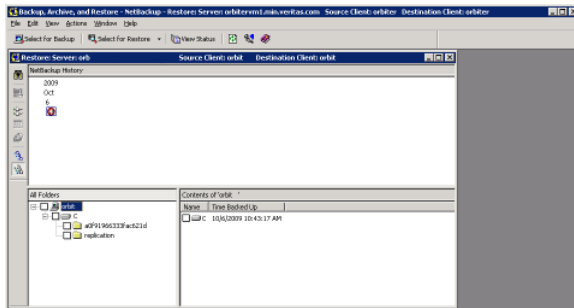 Backup, Archive, and Restore - NetBackup - Restore: Server: orbitervm1.min.veritas.com Source Client: orbiter Destination Client: orbiter
File Edit View Actions Window Help
Select for Backup Select for Restore View Status
Restore: Server: orb Source Client: orbit Destination Client: orbit
NetBackup History
2009
Oct
6
All Folders
orbit
C
a0f91966333fac621d
replication
Contents of 'orbit '
Name Time Backed Up
C 10/6/2009 10:43:17 AM